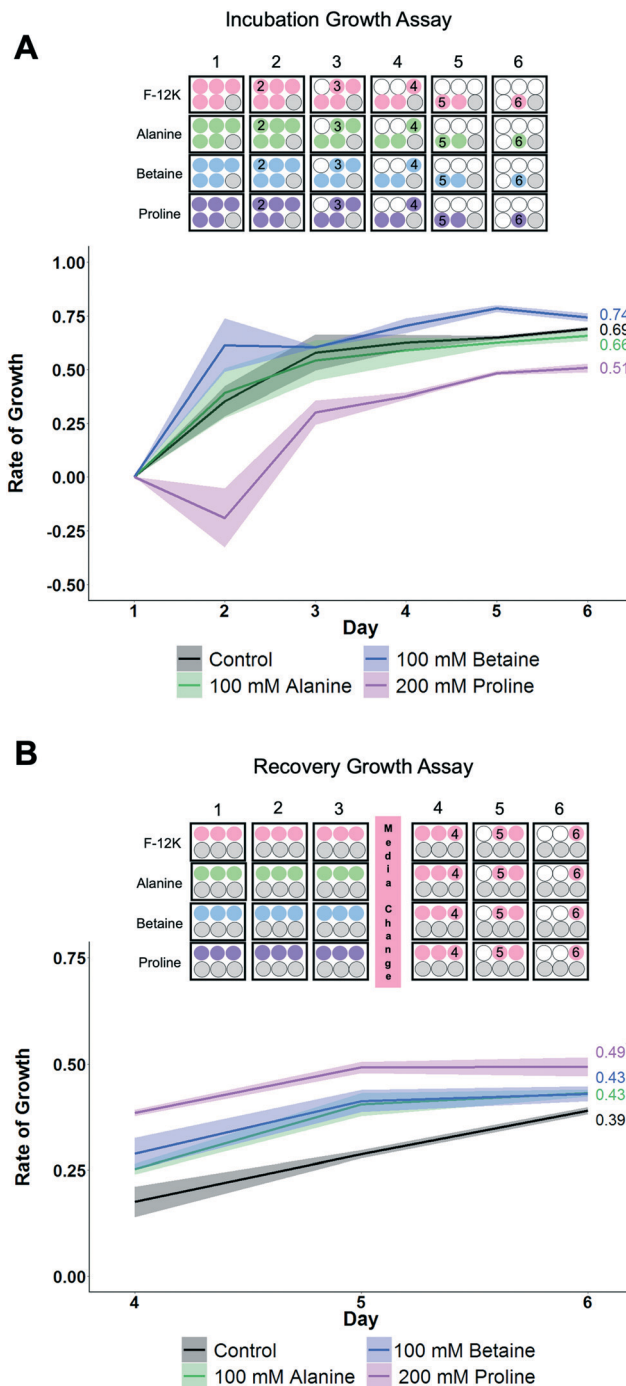 Incubation Growth Assay
A
1 2 3 4 5 6
F-12K 2 3 4 5 6
Alanine 2 3 4 5 6
Betaine 2 3 4 5 6
Proline 2 3 4 5 6
1.00
0.75
0.50
0.25
0.00
-0.25
-0.50
Rate of Growth
0.74
0.69
0.66
0.51
1 2 3 4 5 6
Day
Control 100 mM Betaine
100 mM Alanine 200 mM Proline
B
Recovery Growth Assay
1 2 3 4 5 6
Media Change
F-12K 4 5 6
Alanine 4 5 6
Betaine 4 5 6
Proline 4 5 6
0.75
0.50
0.25
0.00
Rate of Growth
0.49
0.43
0.43
0.39
4 5 6
Day
Control 100 mM Betaine
100 mM Alanine 200 mM Proline